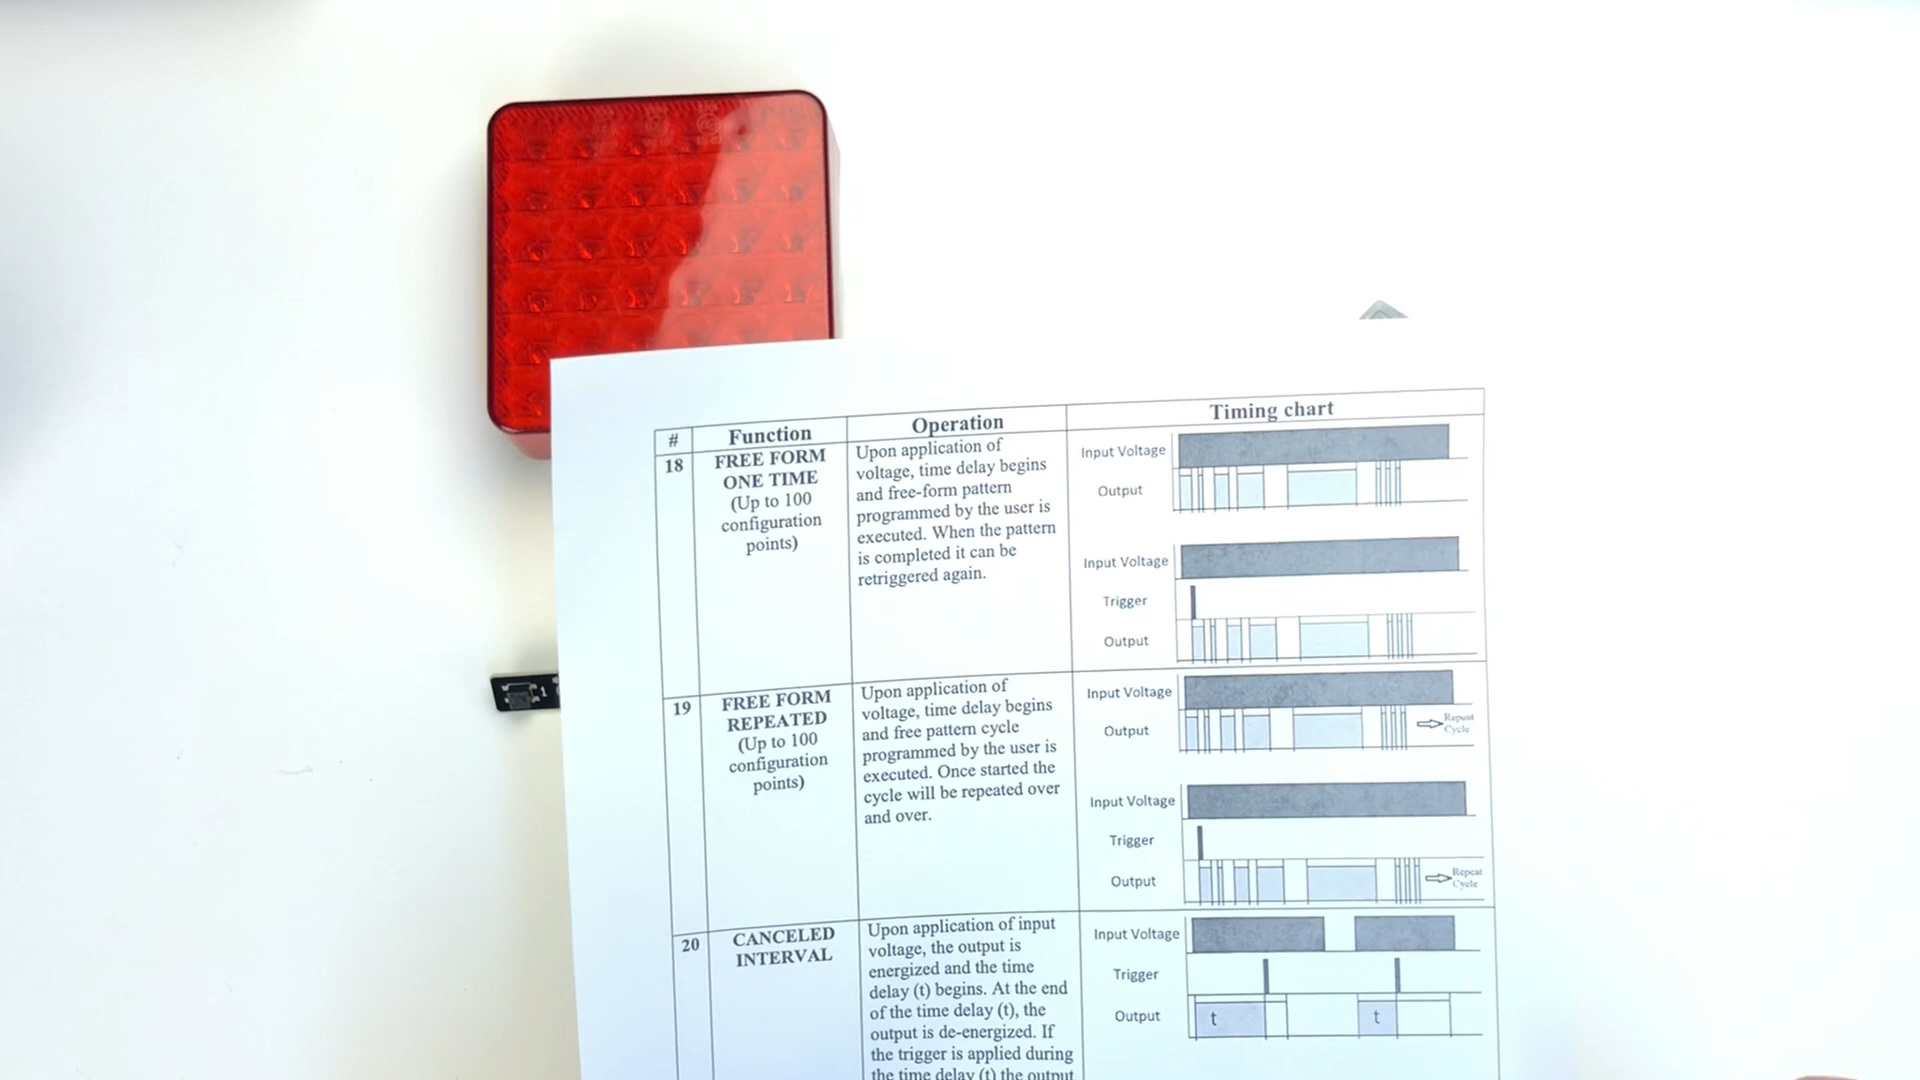 # Function Operation Timing chart
18
FREE FORM
ONE TIME
(Up to 100
configuration
points)
Upon application of
voltage, time delay begins
and free-form pattern
programmed by the user is
executed. When the pattern
is completed it can be
retriggered again.
Input Voltage
Output
Input Voltage
Trigger
Output
19
FREE FORM
REPEATED
(Up to 100
configuration
points)
Upon application of
voltage, time delay begins
and free pattern cycle
programmed by the user is
executed. Once started the
cycle will be repeated over
and over.
Input Voltage
Output
Repeat
Cycle
Input Voltage
Trigger
Output
Repeat
Cycle
20
CANCELED
INTERVAL
Upon application of input
voltage, the output is
energized and the time
delay (t) begins. At the end
of the time delay (t), the
output is de-energized. If
the trigger is applied during
the time delay (t) the output
Input Voltage
Trigger
Output
t
t
1